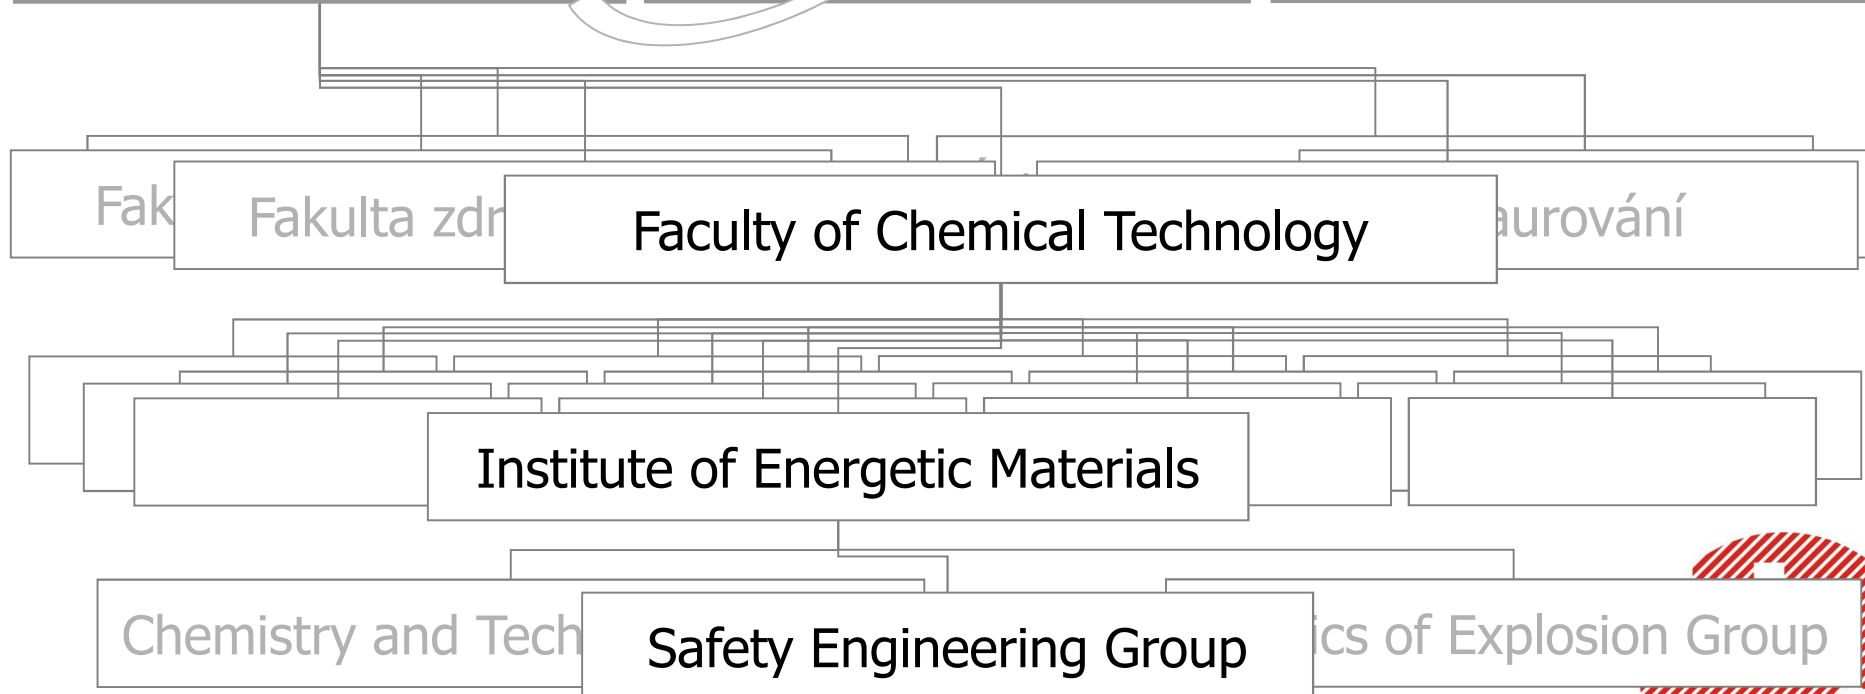 Fak
Fakulta zdr
Faculty of Chemical Technology
aurování
Institute of Energetic Materials
Chemistry and Tech
Safety Engineering Group
ics of Explosion Group